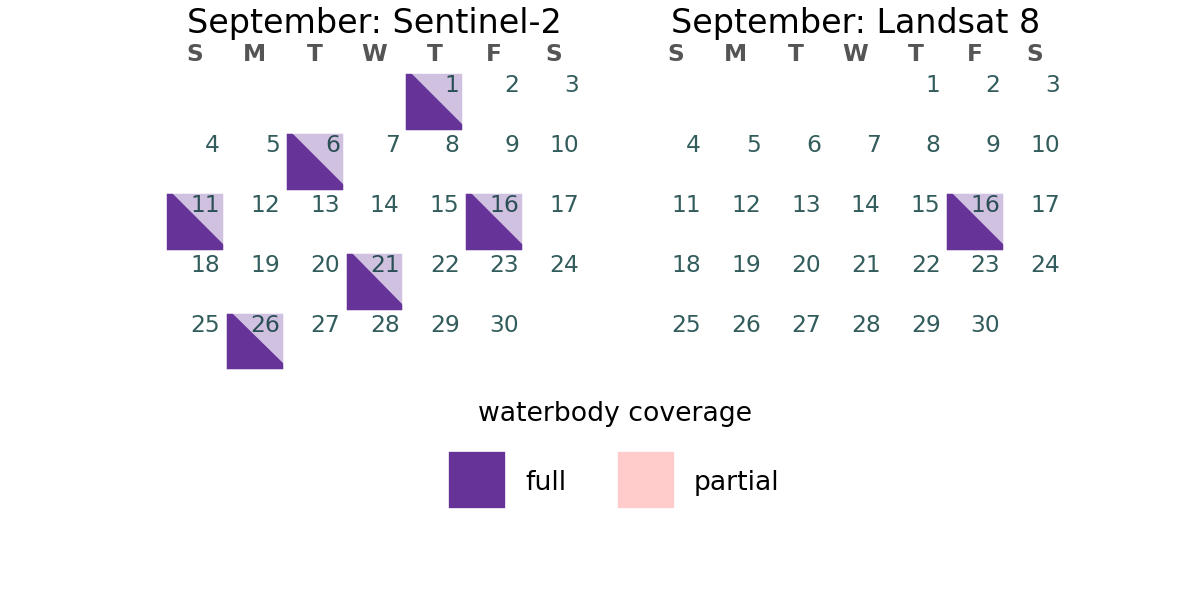 September: Sentinel-2
S M T W T F S
1 2 3
4 5 6 7 8 9 10
11 12 13 14 15 16 17
18 19 20 21 22 23 24
25 26 27 28 29 30
September: Landsat 8
S M T W T F S
1 2 3
4 5 6 7 8 9 10
11 12 13 14 15 16 17
18 19 20 21 22 23 24
25 26 27 28 29 30
waterbody coverage
full partial